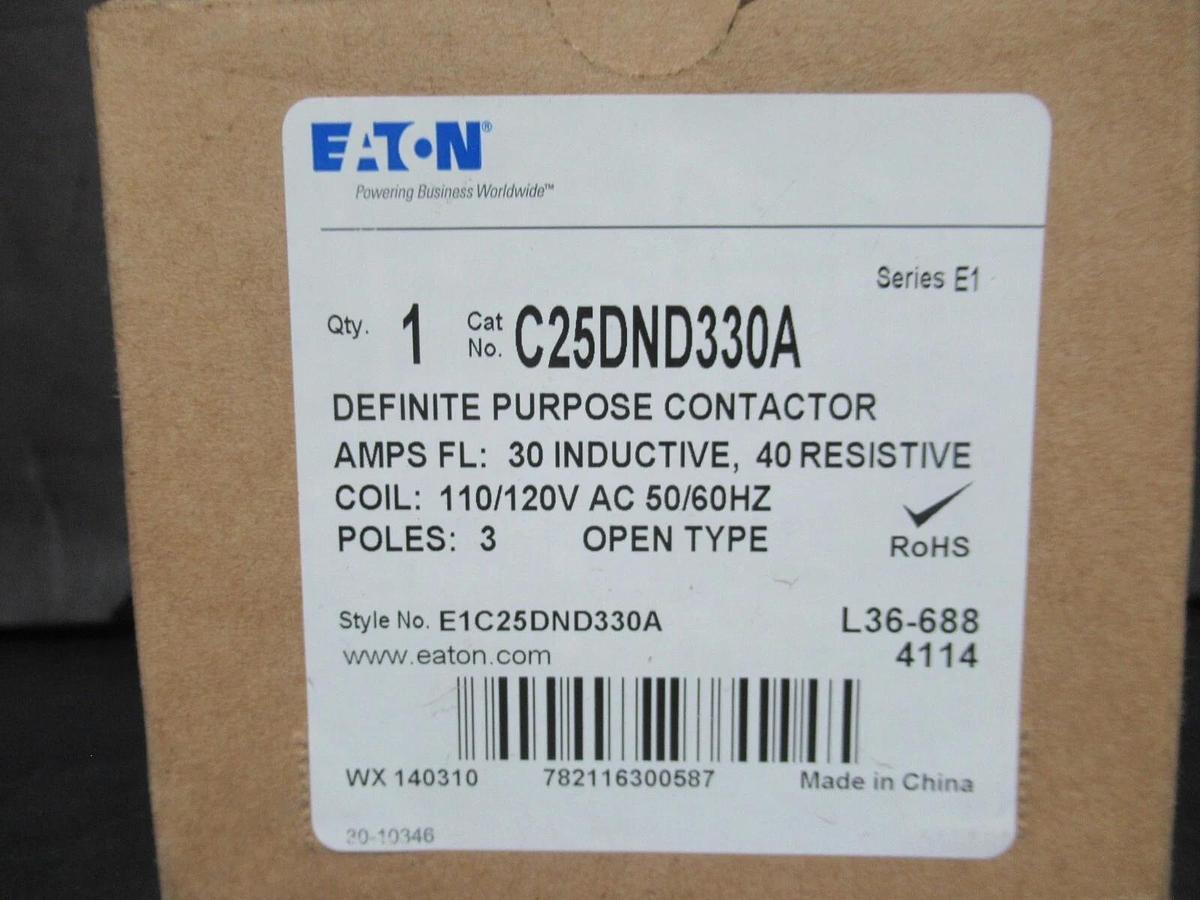 EATON®
Powering Business Worldwide™
Series E1
Qty. 1 Cat No. C25DND330A
DEFINITE PURPOSE CONTACTOR
AMPS FL: 30 INDUCTIVE, 40 RESISTIVE
COIL: 110/120V AC 50/60HZ
POLES: 3 OPEN TYPE
RoHS
Style No. E1C25DND330A L36-688
www.eaton.com 4114
WX 140310 782116300587 Made in China
30-10346